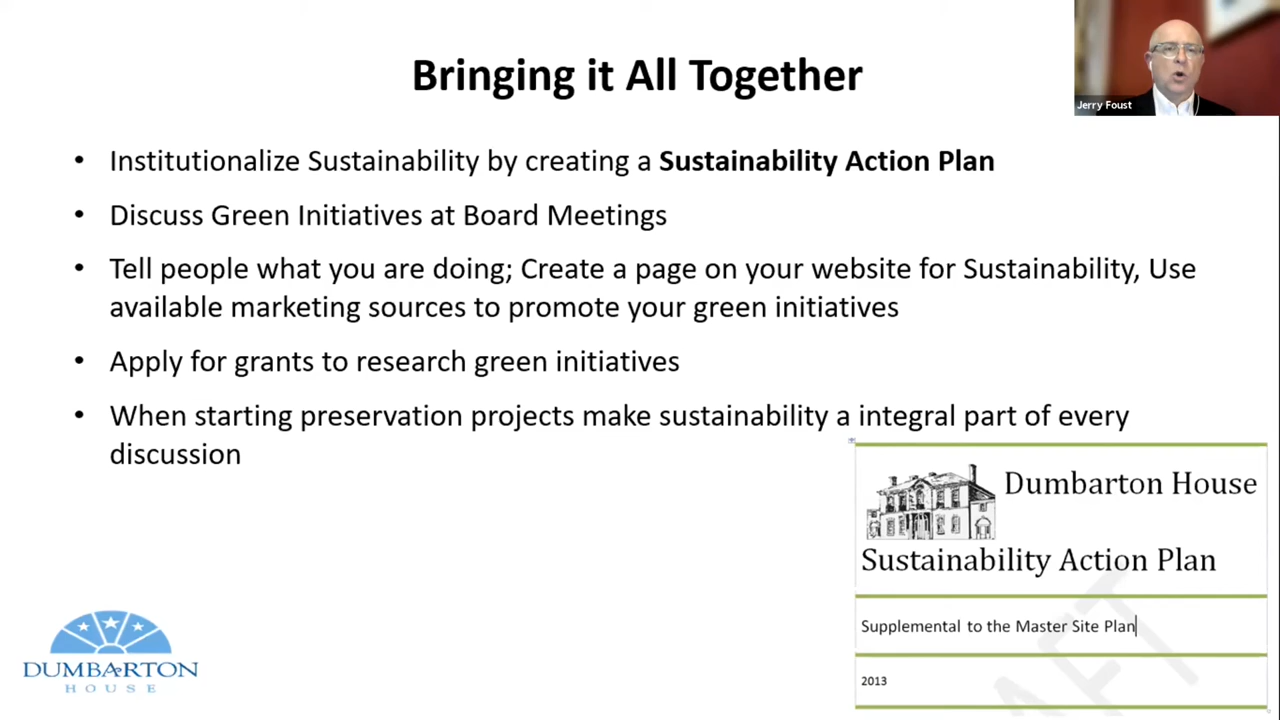 Bringing it All Together
Jerry Foust
• Institutionalize Sustainability by creating a Sustainability Action Plan
• Discuss Green Initiatives at Board Meetings
• Tell people what you are doing; Create a page on your website for Sustainability, Use
available marketing sources to promote your green initiatives
• Apply for grants to research green initiatives
• When starting preservation projects make sustainability a integral part of every
discussion
Dumbarton House
Sustainability Action Plan
Supplemental to the Master Site Plan
2013
DUMBARTON
HOUSE